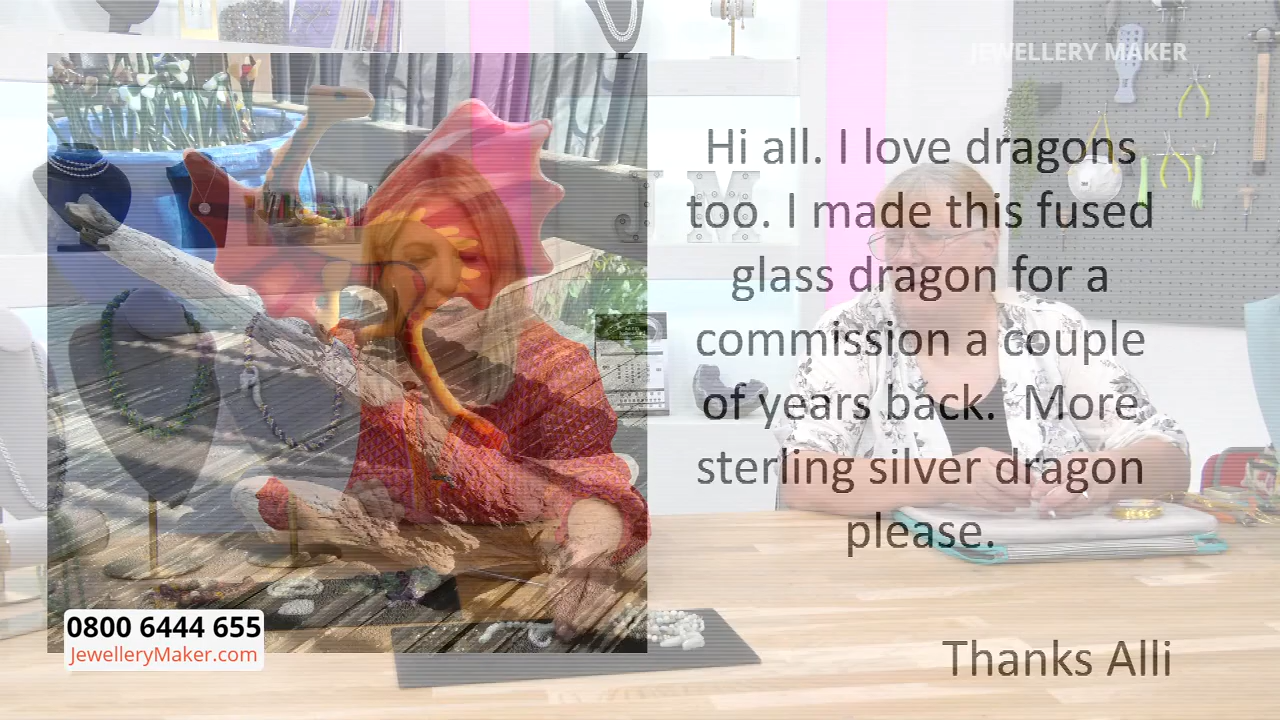 JEWELLERY MAKER
Hi all. I love dragons
too. I made this fused
glass dragon for a
commission a couple
of years back. More
sterling silver dragon
please.
Thanks Alli
0800 6444 655
JewelleryMaker.com